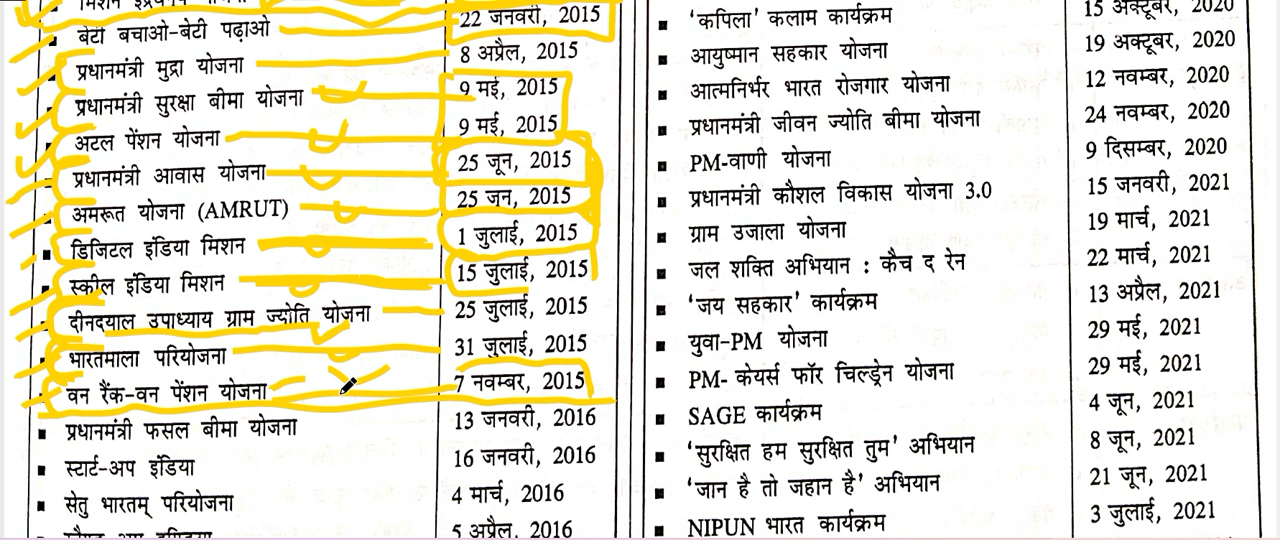 बेटी बचाओ-बेटी पढ़ाओ 22 जनवरी, 2015
प्रधानमंत्री मुद्रा योजना 8 अप्रैल, 2015
प्रधानमंत्री सुरक्षा बीमा योजना 9 मई, 2015
अटल पेंशन योजना 9 मई, 2015
प्रधानमंत्री आवास योजना 25 जून, 2015
अमरूत योजना (AMRUT) 25 जन, 2015
डिजिटल इंडिया मिशन 1 जुलाई, 2015
स्कील इंडिया मिशन 15 जुलाई, 2015
दीनदयाल उपाध्याय ग्राम ज्योति योजना 25 जुलाई, 2015
भारतमाला परियोजना 31 जुलाई, 2015
वन रैंक-वन पेंशन योजना 7 नवम्बर, 2015
प्रधानमंत्री फसल बीमा योजना 13 जनवरी, 2016
स्टार्ट-अप इंडिया 16 जनवरी, 2016
सेतु भारतम् परियोजना 4 मार्च, 2016
5 अप्रैल, 2016
'कपिला' कलाम कार्यक्रम 15 अक्टूबर, 2020
आयुष्मान सहकार योजना 19 अक्टूबर, 2020
आत्मनिर्भर भारत रोजगार योजना 12 नवम्बर, 2020
प्रधानमंत्री जीवन ज्योति बीमा योजना 24 नवम्बर, 2020
PM-वाणी योजना 9 दिसम्बर, 2020
प्रधानमंत्री कौशल विकास योजना 3.0 15 जनवरी, 2021
ग्राम उजाला योजना 19 मार्च, 2021
जल शक्ति अभियान : कैच द रेन 22 मार्च, 2021
'जय सहकार' कार्यक्रम 13 अप्रैल, 2021
युवा-PM योजना 29 मई, 2021
PM- केयर्स फॉर चिल्ड्रेन योजना 29 मई, 2021
SAGE कार्यक्रम 4 जून, 2021
'सुरक्षित हम सुरक्षित तुम' अभियान 8 जून, 2021
'जान है तो जहान है' अभियान 21 जून, 2021
NIPUN भारत कार्यक्रम 3 जुलाई, 2021